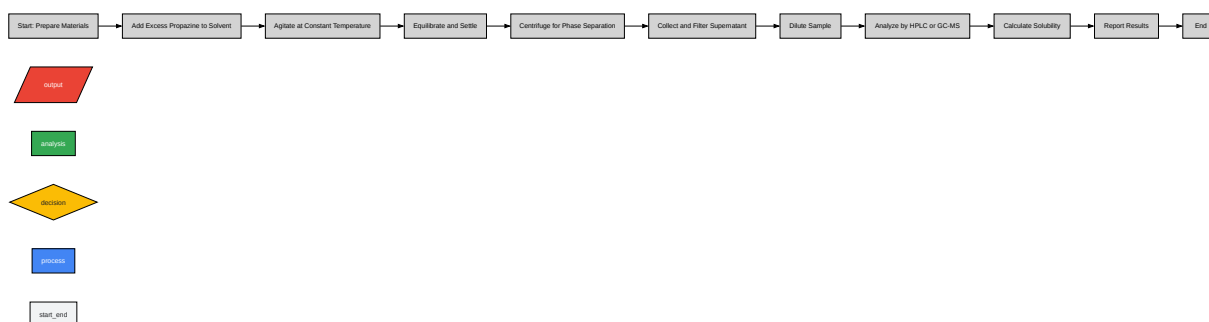 Start: Prepare Materials
Add Excess Propazine to Solvent
Agitate at Constant Temperature
Equilibrate and Settle
Centrifuge for Phase Separation
Collect and Filter Supernatant
Dilute Sample
Analyze by HPLC or GC-MS
Calculate Solubility
Report Results
End
output
analysis
decision
process
start_end